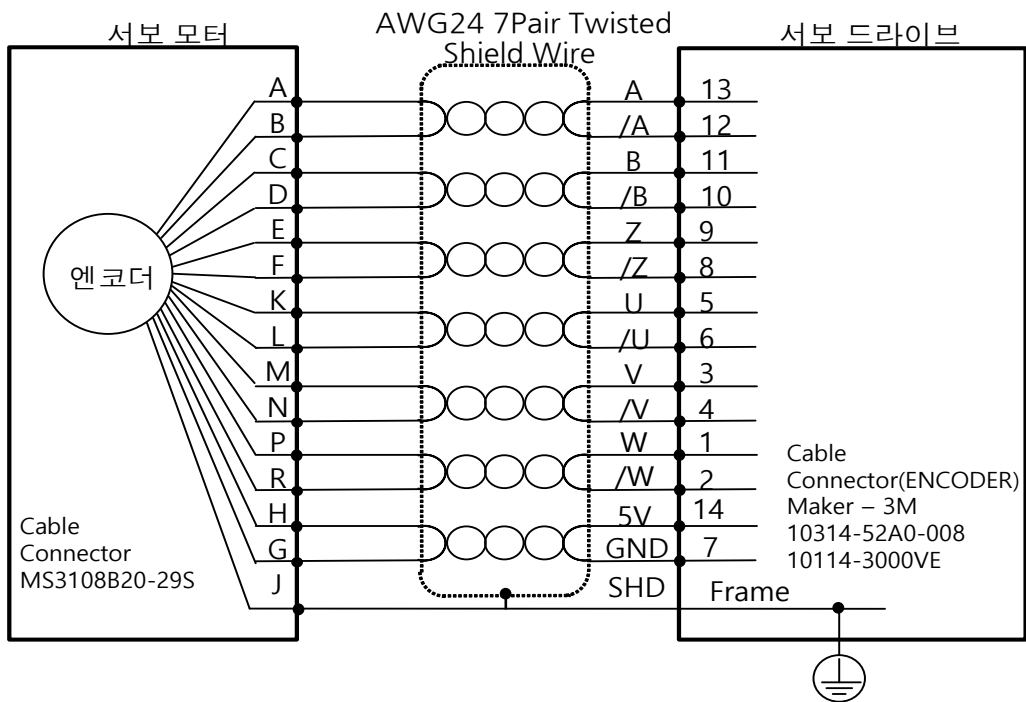 서보 모터
AWG24 7Pair Twisted
Shield Wire
서보 드라이브
A A 13
B /A 12
C B 11
D /B 10
E Z 9
F /Z 8
K U 5
L /U 6
M V 3
N /V 4
P W 1
R /W 2
H 5V 14
G GND 7
J SHD Frame
엔코더
Cable
Connector
MS3108B20-29S
Cable
Connector(ENCODER)
Maker – 3M
10314-52A0-008
10114-3000VE